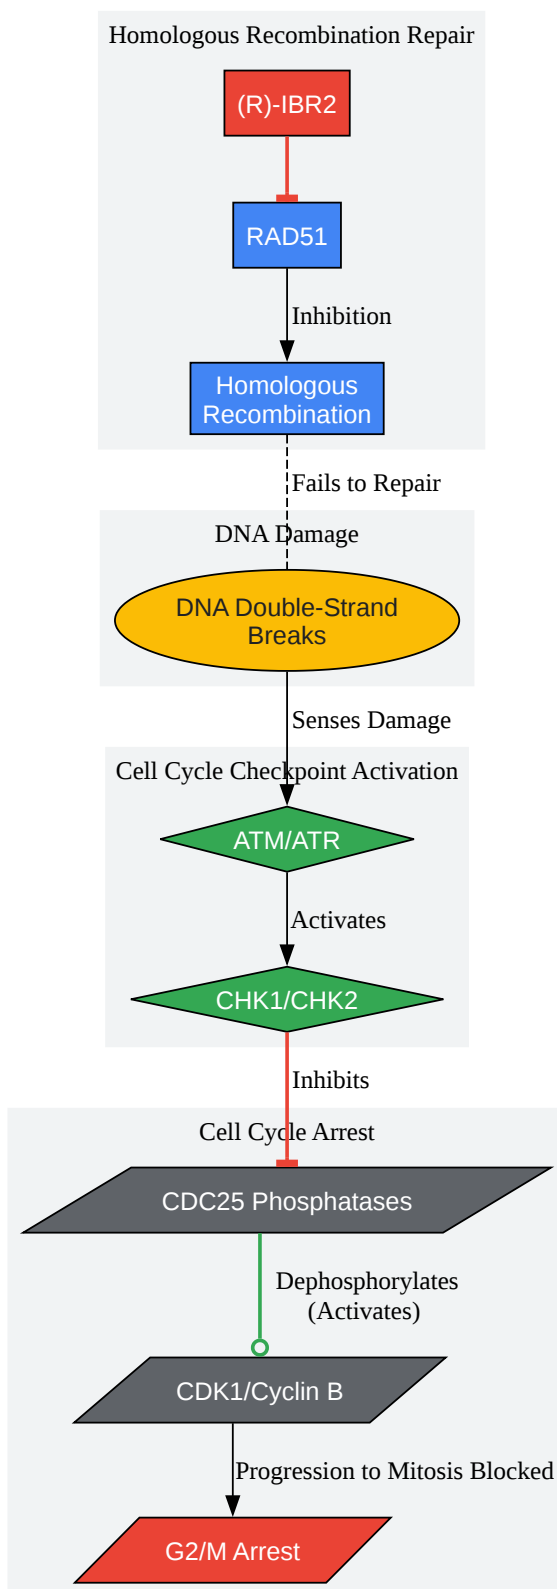 Homologous Recombination Repair
(R)-IBR2
RAD51
Inhibition
Homologous
Recombination
Fails to Repair
DNA Damage
DNA Double-Strand
Breaks
Senses Damage
Cell Cycle Checkpoint Activation
ATM/ATR
Activates
CHK1/CHK2
Inhibits
Cell Cycle Arrest
CDC25 Phosphatases
Dephosphorylates
(Activates)
CDK1/Cyclin B
Progression to Mitosis Blocked
G2/M Arrest